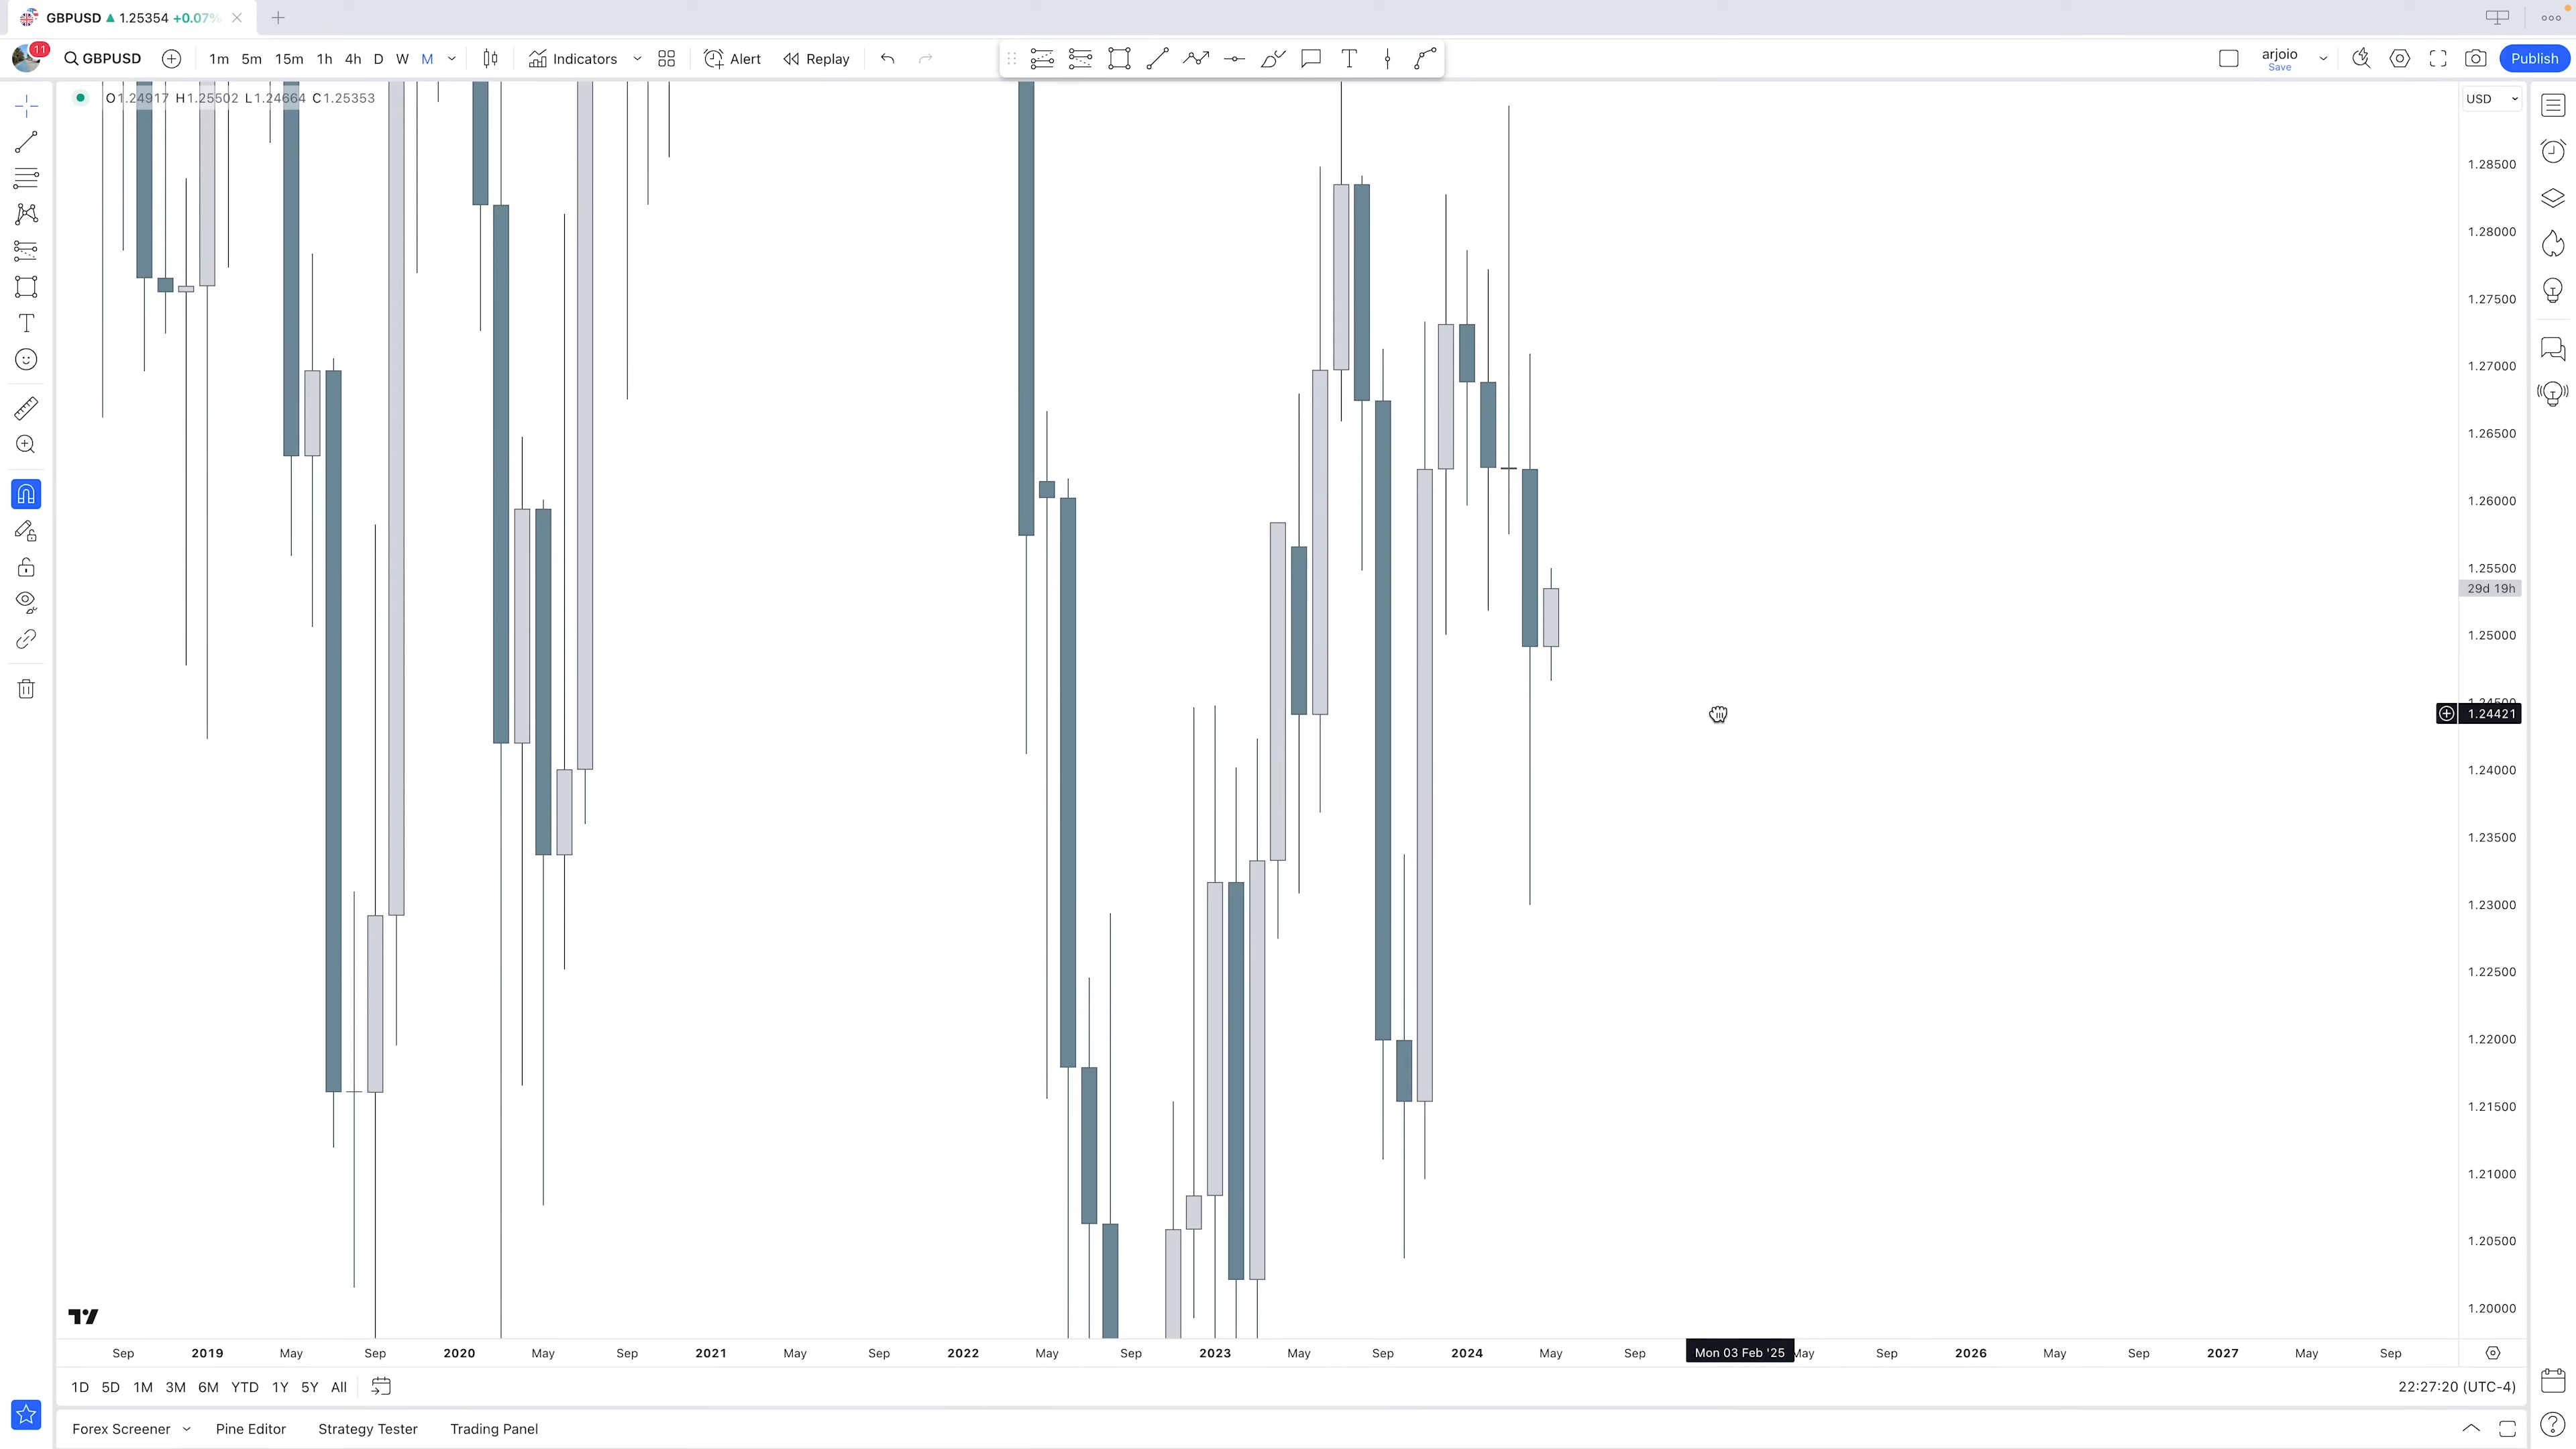 GBPUSD ▲ 1.25354 +0.07%
11 GBPUSD 1m 5m 15m 1h 4h D W M Indicators Alert Replay T arjoio Save Publish
O1.24917 H1.25502 L1.24664 C1.25353
USD
1.28500
1.28000
1.27500
1.27000
1.26500
1.26000
1.25500
29d 19h
1.25000
1.24500
1.24421
1.24000
1.23500
1.23000
1.22500
1.22000
1.21500
1.21000
1.20500
1.20000
Sep 2019 May Sep 2020 May Sep 2021 May Sep 2022 May Sep 2023 May Sep 2024 May Sep Mon 03 Feb '25 May Sep 2026 May Sep 2027 May Sep
1D 5D 1M 3M 6M YTD 1Y 5Y All 22:27:20 (UTC-4)
Forex Screener Pine Editor Strategy Tester Trading Panel